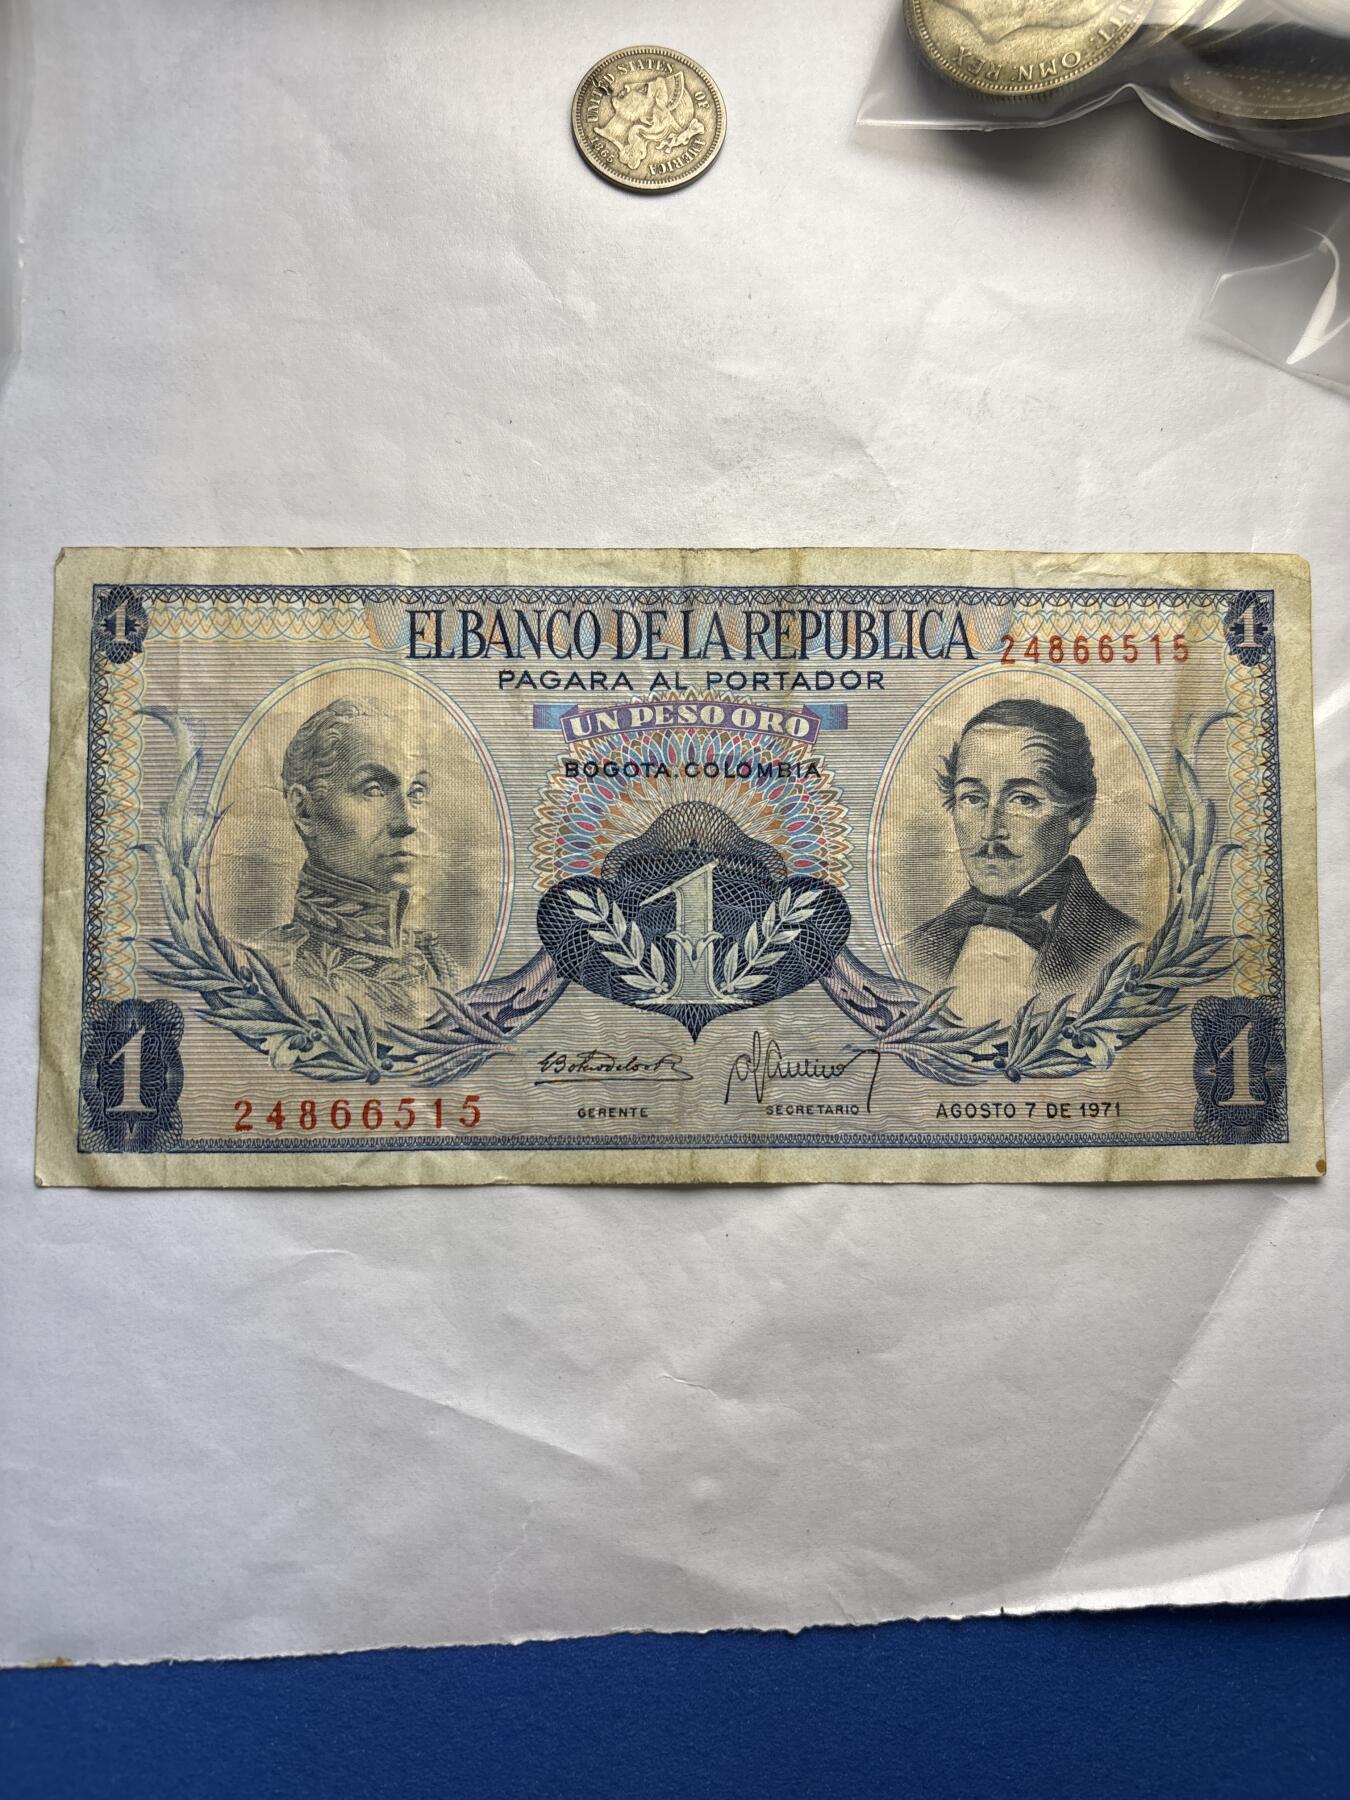 UNITED STATES OF AMERICA
OMN: REX
1
1
EL BANCO DE LA REPUBLICA
24866515
PAGARA AL PORTADOR
UN PESO ORO
BOGOTA. COLOMBIA
1
1
1
24866515
GERENTE
SECRETARIO
AGOSTO 7 DE 1971